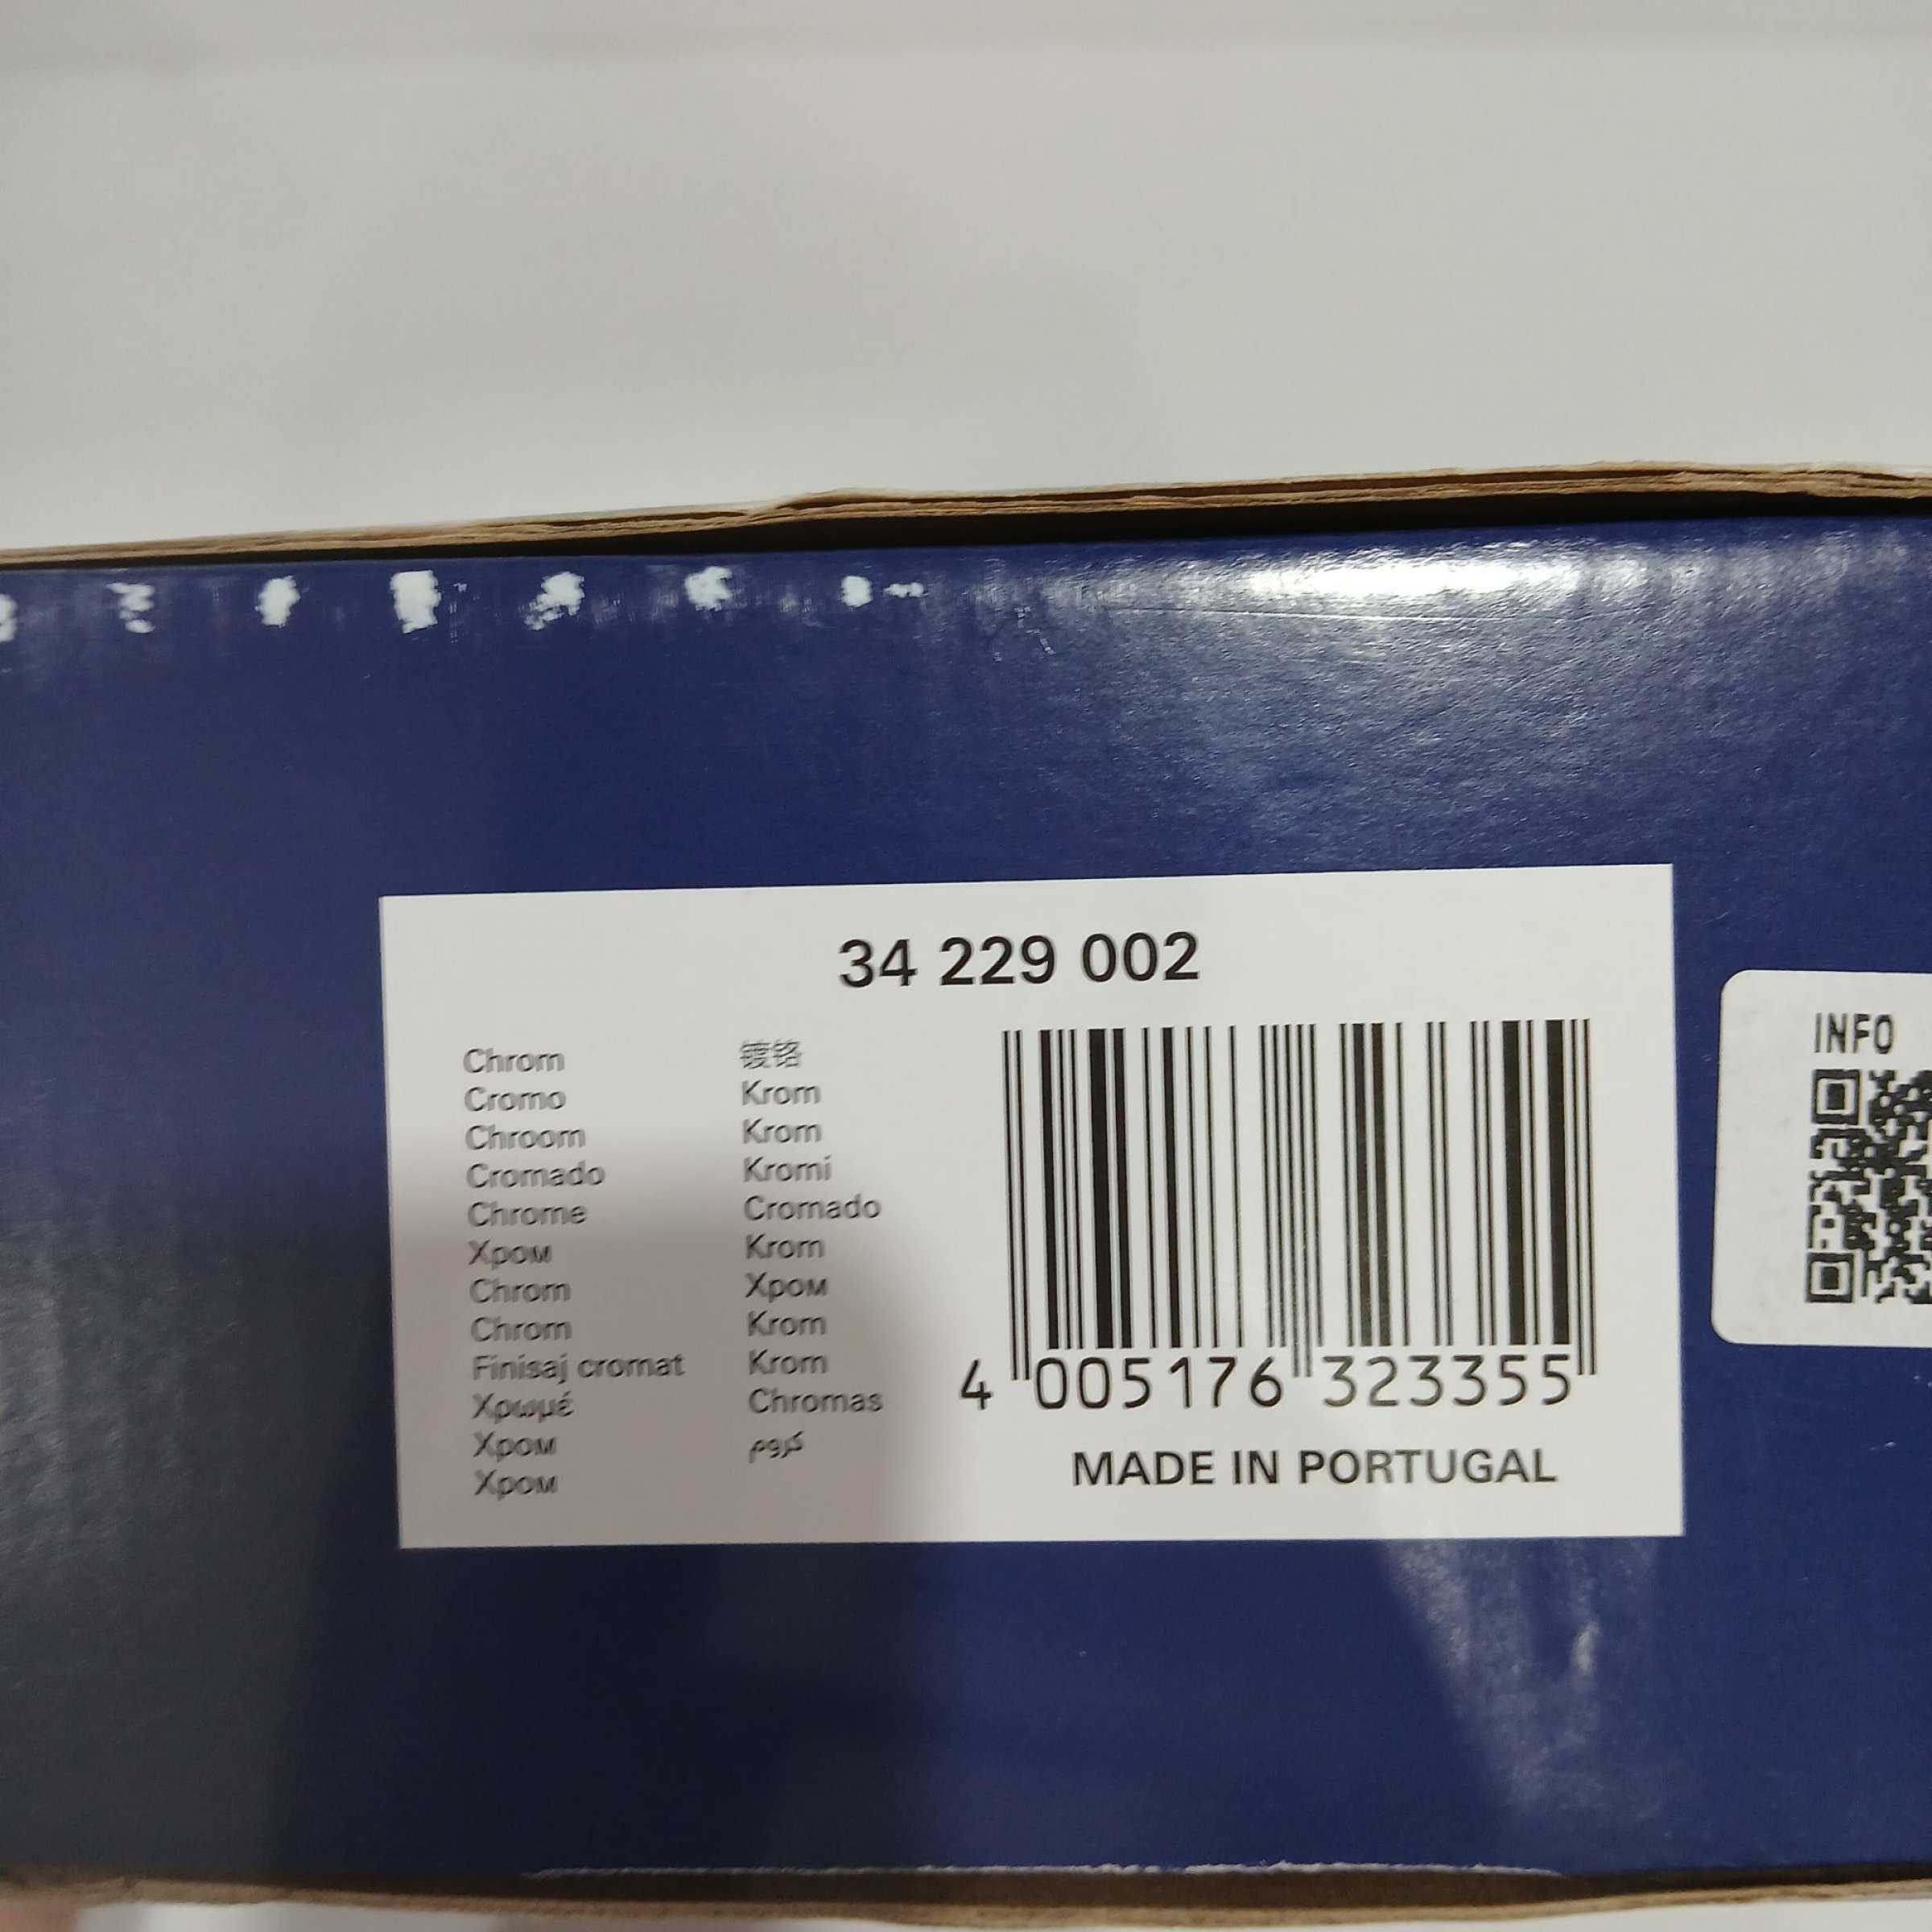 34 229 002
Chrom
Cromo
Chroom
Cromado
Chrome
Хром
Chrom
Chrom
Finisaj cromat
Χρωμέ
Хром
Хром
镀铬
Krom
Krom
Kromi
Cromado
Krom
Хром
Krom
Krom
Chromas
كروم
4 005176 323355
MADE IN PORTUGAL
INFO